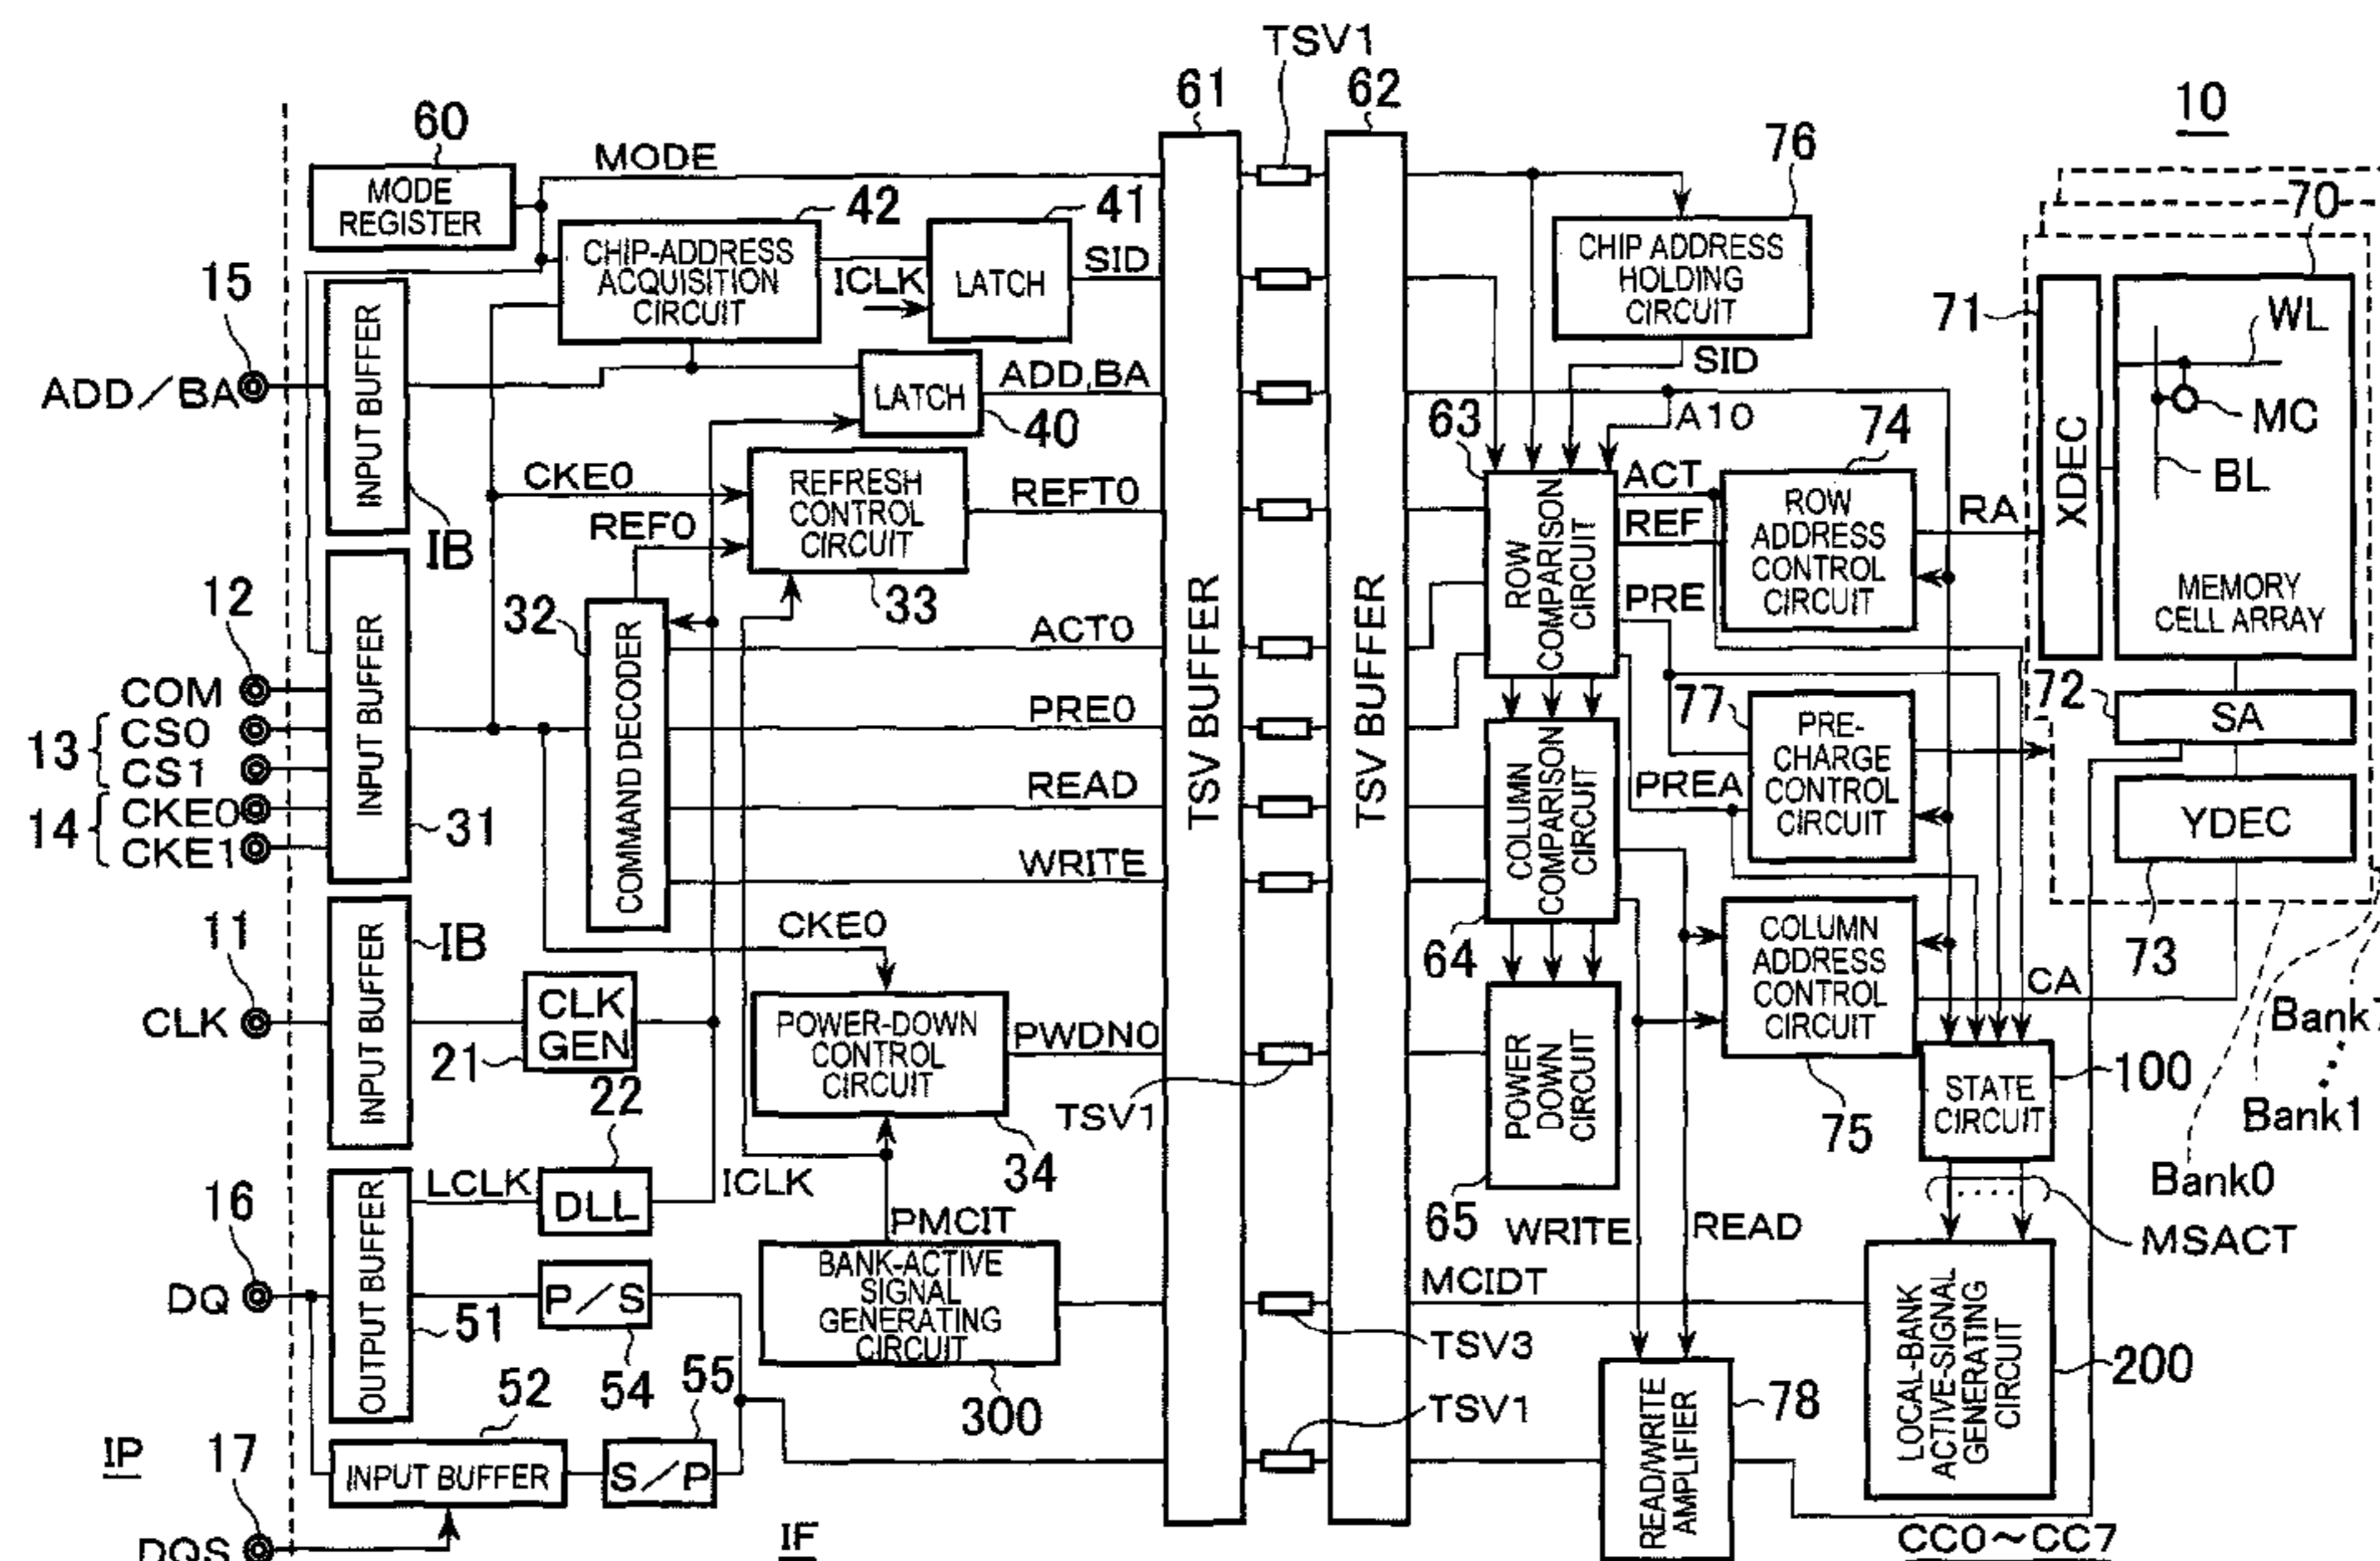 TSV1
61
62
10
60
76
MODE
MODE
REGISTER
42
41
70
CHIP-ADDRESS
ACQUISITION
CIRCUIT
ICLK
LATCH
SID
CHIP ADDRESS
HOLDING
CIRCUIT
15
INPUT BUFFER
71
WL
SID
ADD/BA
LATCH
ADD,BA
40
A10
63
74
XDEC
MC
BL
CKE0
REFRESH
CONTROL
CIRCUIT
REFT0
REF0
33
IB
ROW
COMPARISON
CIRCUIT
ACT
REF
PRE
ROW
ADDRESS
CONTROL
CIRCUIT
RA
MEMORY
CELL ARRAY
12
INPUT BUFFER
32
COMMAND DECODER
ACT0
TSV BUFFER
TSV BUFFER
COM
13
CS0
CS1
14
CKE0
CKE1
31
PRE0
READ
WRITE
72
SA
77
PRE-
CHARGE
CONTROL
CIRCUIT
PREA
COLUMN
COMPARISON
CIRCUIT
YDEC
73
11
CLK
INPUT BUFFER
IB
CKE0
64
COLUMN
ADDRESS
CONTROL
CIRCUIT
CA
CLK
GEN
21
POWER-DOWN
CONTROL
CIRCUIT
PWDN0
TSV1
34
POWER
DOWN
CIRCUIT
65
75
STATE
CIRCUIT
100
Bank1
Bank0
22
LCLK
DLL
ICLK
16
DQ
OUTPUT BUFFER
51
PMCIT
BANK-ACTIVE
SIGNAL
GENERATING
CIRCUIT
300
WRITE
READ
MSACT
MCIDT
P/S
54
TSV3
TSV1
LOCAL-BANK
ACTIVE-SIGNAL
GENERATING
CIRCUIT
200
52
55
INPUT BUFFER
S/P
READ/WRITE
AMPLIFIER
78
IP
17
DQS
IF
CC0~CC7